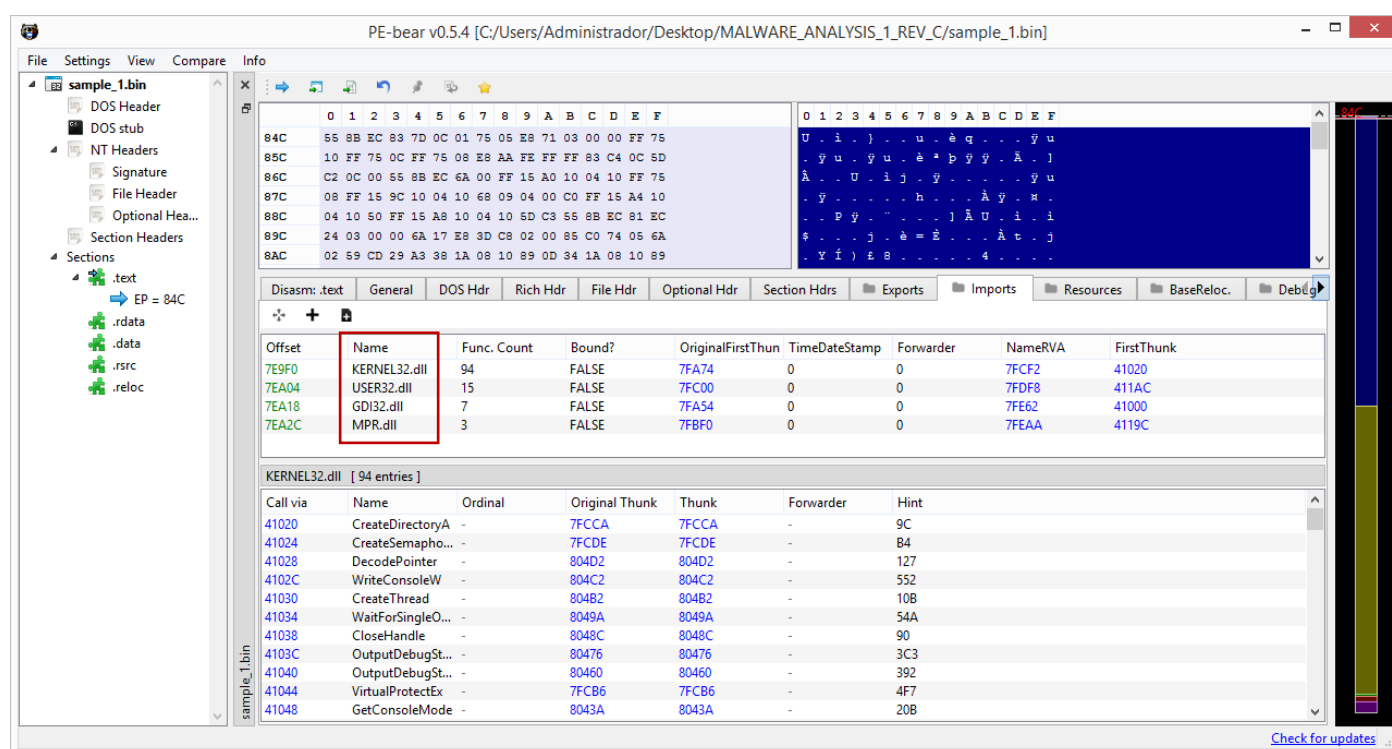 PE-bear v0.5.4 [C:/Users/Administrador/Desktop/MALWARE_ANALYSIS_1_REV_C/sample_1.bin]
File Settings View Compare Info
sample_1.bin
DOS Header
DOS stub
NT Headers
Signature
File Header
Optional Hea...
Section Headers
Sections
.text
EP = 84C
.rdata
.data
.rsrc
.reloc
sample_1.bin
0 1 2 3 4 5 6 7 8 9 A B C D E F
84C 55 8B EC 83 7D 0C 01 75 05 E8 71 03 00 00 FF 75
85C 10 FF 75 0C FF 75 08 E8 AA FE FF FF 83 C4 0C 5D
86C C2 0C 00 55 8B EC 6A 00 FF 15 A0 10 04 10 FF 75
87C 08 FF 15 9C 10 04 10 68 09 04 00 C0 FF 15 A4 10
88C 04 10 50 FF 15 A8 10 04 10 5D C3 55 8B EC 81 EC
89C 24 03 00 00 6A 17 E8 3D C8 02 00 85 C0 74 05 6A
8AC 02 59 CD 29 A3 38 1A 08 10 89 0D 34 1A 08 10 89
0 1 2 3 4 5 6 7 8 9 A B C D E F
U . ì . } . . u . è q . . . ÿ u
. ÿ u . ÿ u . è ª þ ÿ ÿ . Ä . ]
Â . . U . ì j . ÿ . . . . . ÿ u
. ÿ . . . . . h . . . À ÿ . ¤ .
. . P ÿ . ¨ . . . ] Ã U . ì . ì
$ . . . j . è = È . . . À t . j
. Y Í ) £ 8 . . . . . 4 . . . .
84C
Disasm: .text General DOS Hdr Rich Hdr File Hdr Optional Hdr Section Hdrs Exports Imports Resources BaseReloc. Debug
Offset Name Func. Count Bound? OriginalFirstThun TimeDateStamp Forwarder NameRVA FirstThunk
7E9F0 KERNEL32.dll 94 FALSE 7FA74 0 0 7FCF2 41020
7EA04 USER32.dll 15 FALSE 7FC00 0 0 7FDF8 411AC
7EA18 GDI32.dll 7 FALSE 7FA54 0 0 7FE62 41000
7EA2C MPR.dll 3 FALSE 7FBF0 0 0 7FEAA 4119C
KERNEL32.dll [ 94 entries ]
Call via Name Ordinal Original Thunk Thunk Forwarder Hint
41020 CreateDirectoryA - 7FCCA 7FCCA - 9C
41024 CreateSemapho... - 7FCDE 7FCDE - B4
41028 DecodePointer - 804D2 804D2 - 127
4102C WriteConsoleW - 804C2 804C2 - 552
41030 CreateThread - 804B2 804B2 - 10B
41034 WaitForSingleO... - 8049A 8049A - 54A
41038 CloseHandle - 8048C 8048C - 90
4103C OutputDebugSt... - 80476 80476 - 3C3
41040 OutputDebugSt... - 80460 80460 - 392
41044 VirtualProtectEx - 7FCB6 7FCB6 - 4F7
41048 GetConsoleMode - 8043A 8043A - 20B
Check for updates